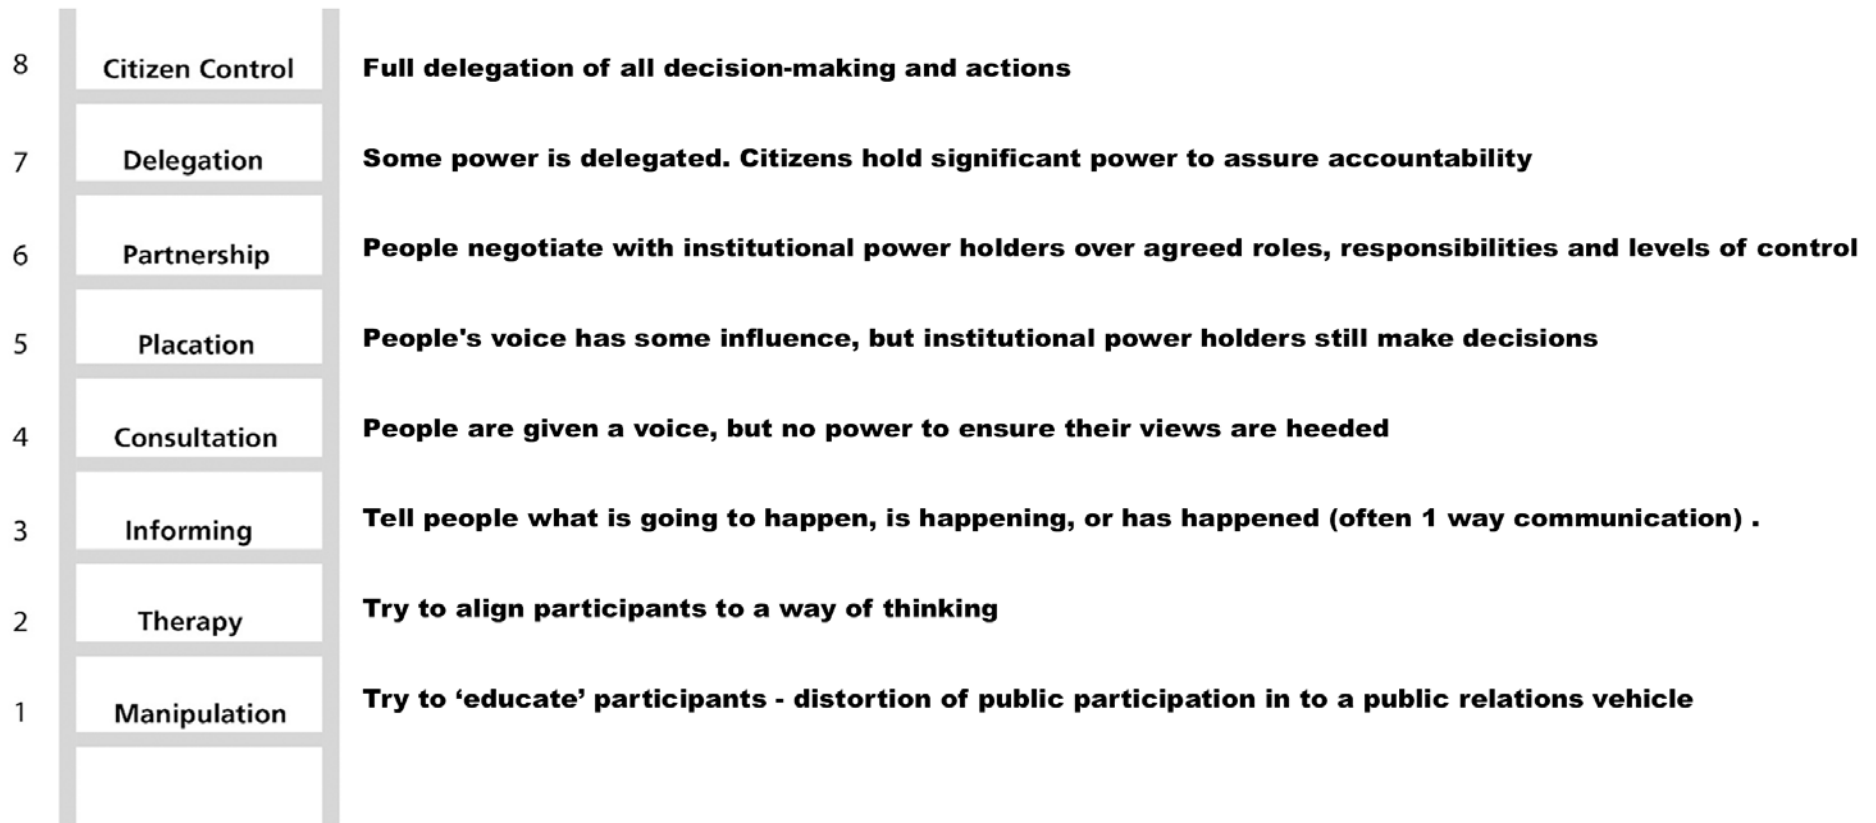 8 Citizen Control Full delegation of all decision-making and actions
7 Delegation Some power is delegated. Citizens hold significant power to assure accountability
6 Partnership People negotiate with institutional power holders over agreed roles, responsibilities and levels of control
5 Placation People's voice has some influence, but institutional power holders still make decisions
4 Consultation People are given a voice, but no power to ensure their views are heeded
3 Informing Tell people what is going to happen, is happening, or has happened (often 1 way communication) .
2 Therapy Try to align participants to a way of thinking
1 Manipulation Try to ‘educate’ participants - distortion of public participation in to a public relations vehicle